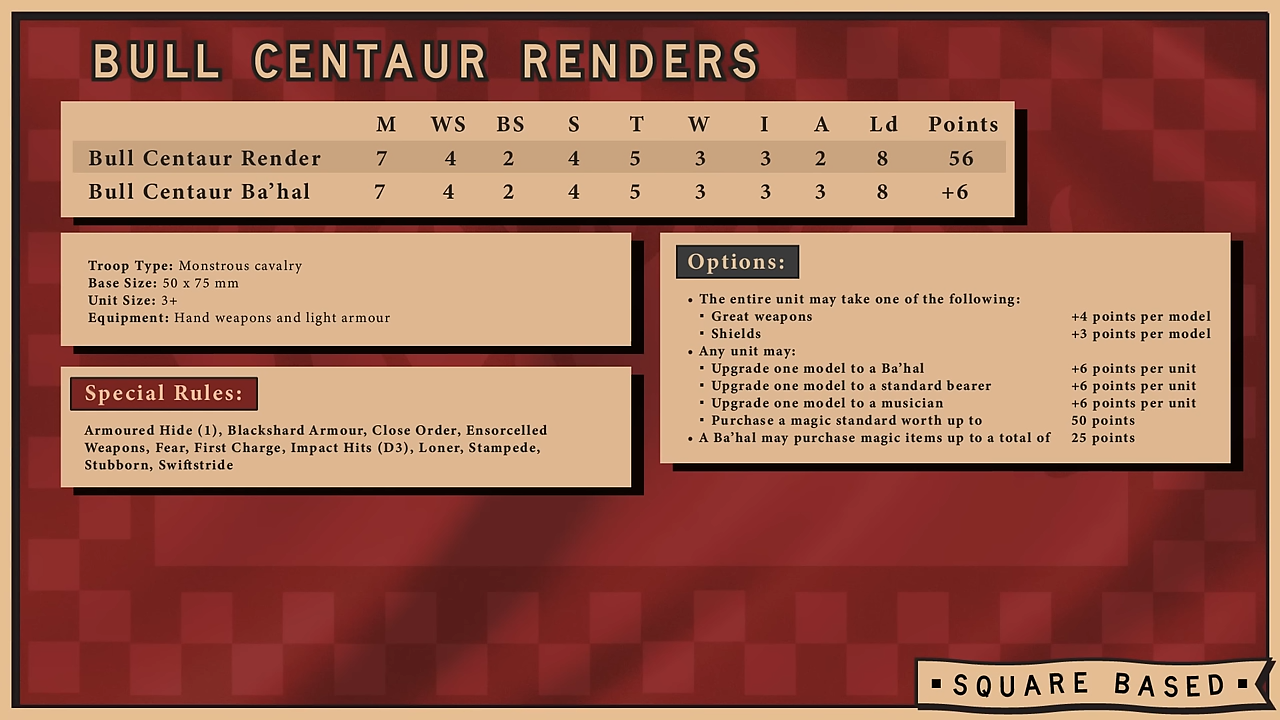 BULL CENTAUR RENDERS
M WS BS S T W I A Ld Points
Bull Centaur Render 7 4 2 4 5 3 3 2 8 56
Bull Centaur Ba’hal 7 4 2 4 5 3 3 3 8 +6
Troop Type: Monstrous cavalry
Base Size: 50 x 75 mm
Unit Size: 3+
Equipment: Hand weapons and light armour
Special Rules:
Armoured Hide (1), Blackshard Armour, Close Order, Ensorcelled
Weapons, Fear, First Charge, Impact Hits (D3), Loner, Stampede,
Stubborn, Swiftstride
Options:
• The entire unit may take one of the following:
▪ Great weapons +4 points per model
▪ Shields +3 points per model
• Any unit may:
▪ Upgrade one model to a Ba’hal +6 points per unit
▪ Upgrade one model to a standard bearer +6 points per unit
▪ Upgrade one model to a musician +6 points per unit
▪ Purchase a magic standard worth up to 50 points
• A Ba’hal may purchase magic items up to a total of 25 points
▪ SQUARE BASED ▪